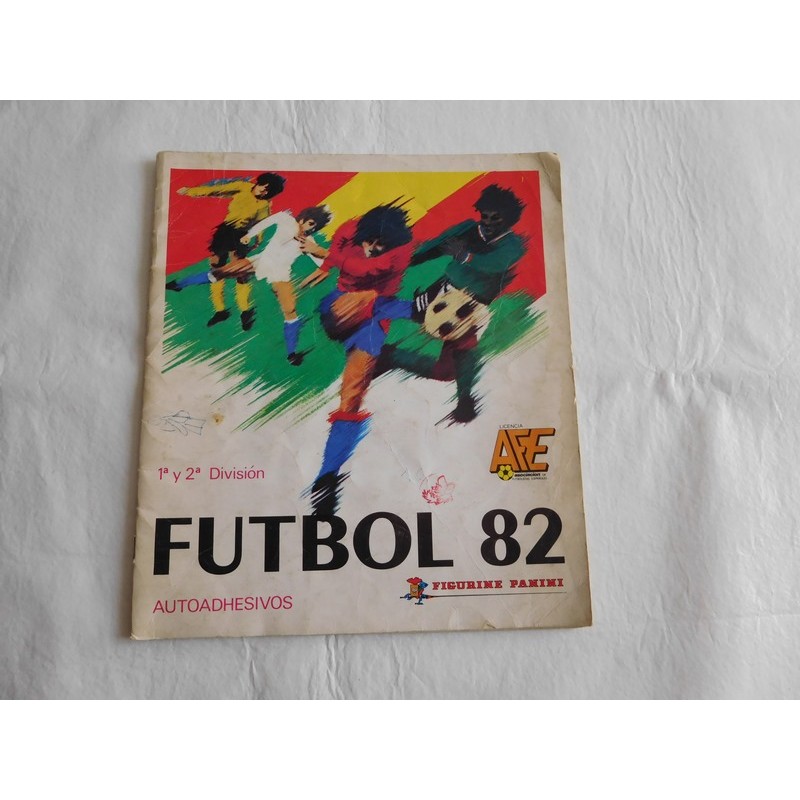 LICENCIA
AFE
1ª y 2ª División
FUTBOL 82
FIGURINE PANINI
AUTOADHESIVOS